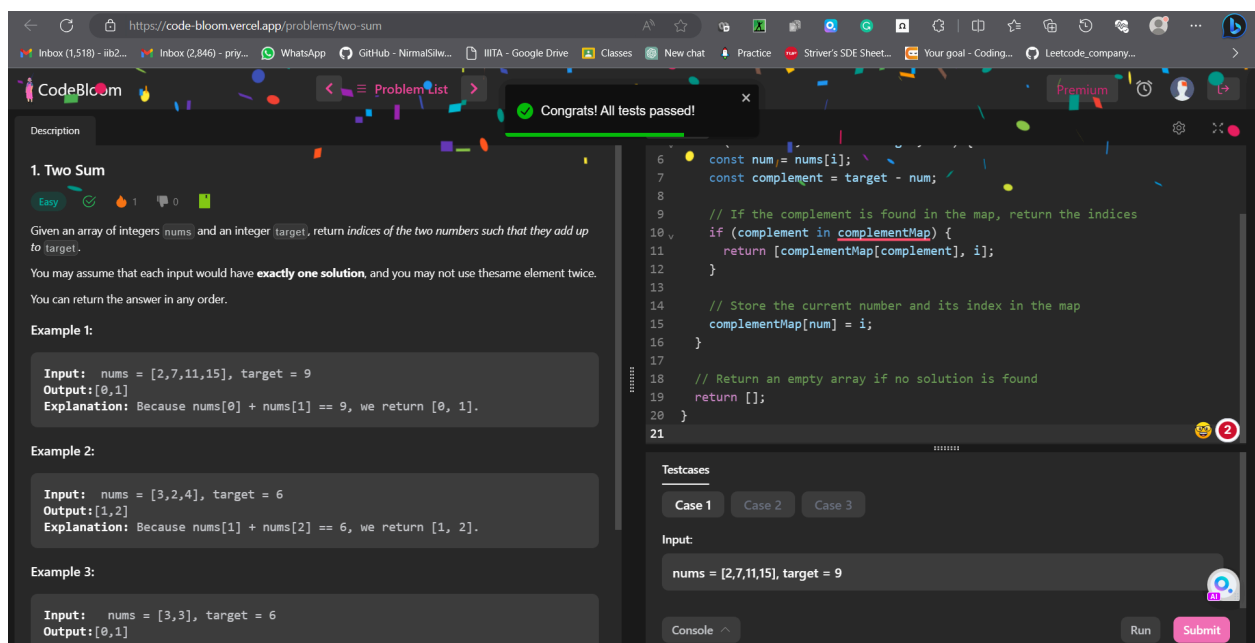 https://code-bloom.vercel.app/problems/two-sum
Inbox (1,518) - iib2... Inbox (2,846) - priy... WhatsApp GitHub - NirmalSilw... IIITA - Google Drive Classes New chat Practice Striver's SDE Sheet... Your goal - Coding... Leetcode_company...
CodeBloom
Problem List
Premium
Congrats! All tests passed!
Description
1. Two Sum
Easy 1 0
Given an array of integers nums and an integer target, return indices of the two numbers such that they add up
to target.
You may assume that each input would have exactly one solution, and you may not use thesame element twice.
You can return the answer in any order.
Example 1:
Input: nums = [2,7,11,15], target = 9
Output:[0,1]
Explanation: Because nums[0] + nums[1] == 9, we return [0, 1].
Example 2:
Input: nums = [3,2,4], target = 6
Output:[1,2]
Explanation: Because nums[1] + nums[2] == 6, we return [1, 2].
Example 3:
Input: nums = [3,3], target = 6
Output:[0,1]
6 const num = nums[i];
7 const complement = target - num;
8
9 // If the complement is found in the map, return the indices
10 if (complement in complementMap) {
11 return [complementMap[complement], i];
12 }
13
14 // Store the current number and its index in the map
15 complementMap[num] = i;
16 }
17
18 // Return an empty array if no solution is found
19 return [];
20 }
21
2
Testcases
Case 1 Case 2 Case 3
Input:
nums = [2,7,11,15], target = 9
AI
Console
Run Submit